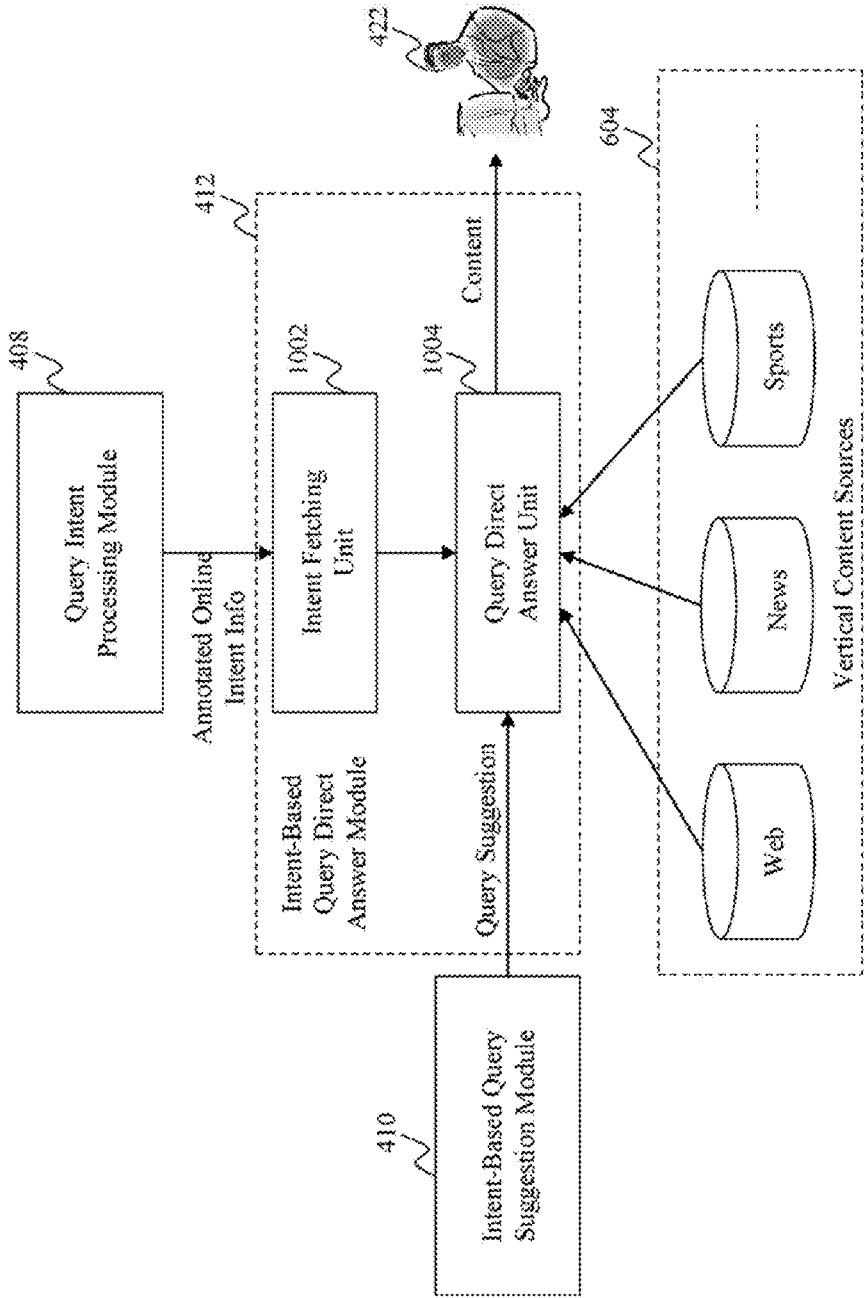 408
Query Intent
Processing Module
Annotated Online
Intent Info
412
422
Intent-Based
Query Direct
Answer Module
1002
Intent Fetching
Unit
410
Intent-Based Query
Suggestion Module
Query Suggestion
1004
Query Direct
Answer Unit
Content
604
Web
News
Sports
Vertical Content Sources